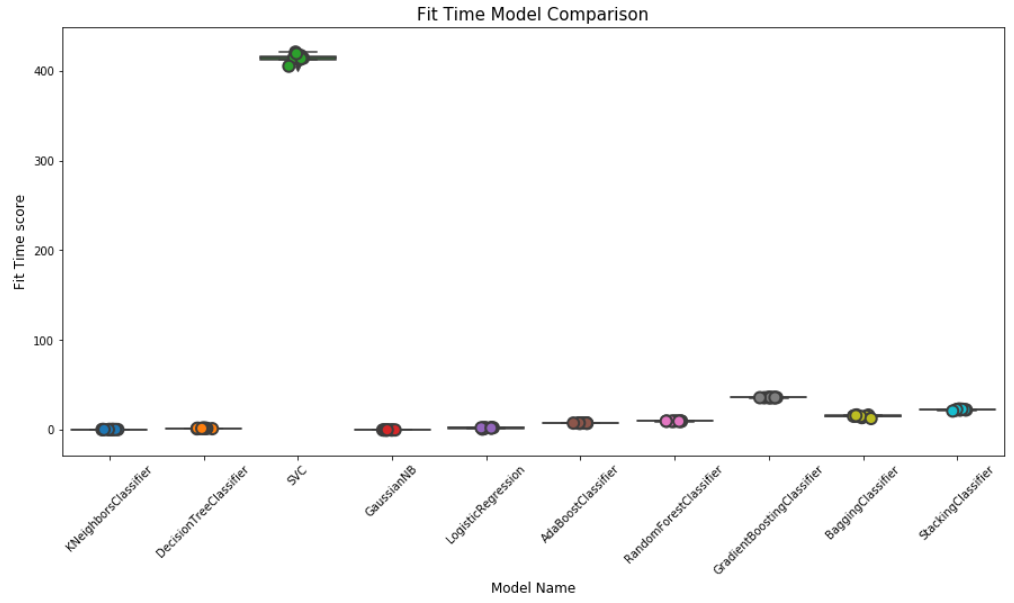 Fit Time Model Comparison
Fit Time score
400
300
200
100
0
KNeighborsClassifier
DecisionTreeClassifier
SVC
GaussianNB
LogisticRegression
AdaBoostClassifier
RandomForestClassifier
GradientBoostingClassifier
BaggingClassifier
StackingClassifier
Model Name